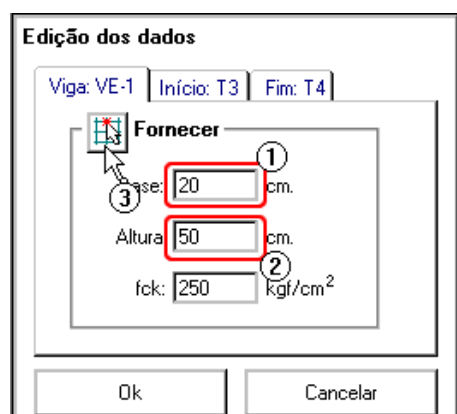 Edição dos dados
Viga: VE-1 Início: T3 Fim: T4
Fornecer
1
3 ase: 20 cm.
Altura 50 cm.
2
fck: 250 kgf/cm²
Ok Cancelar